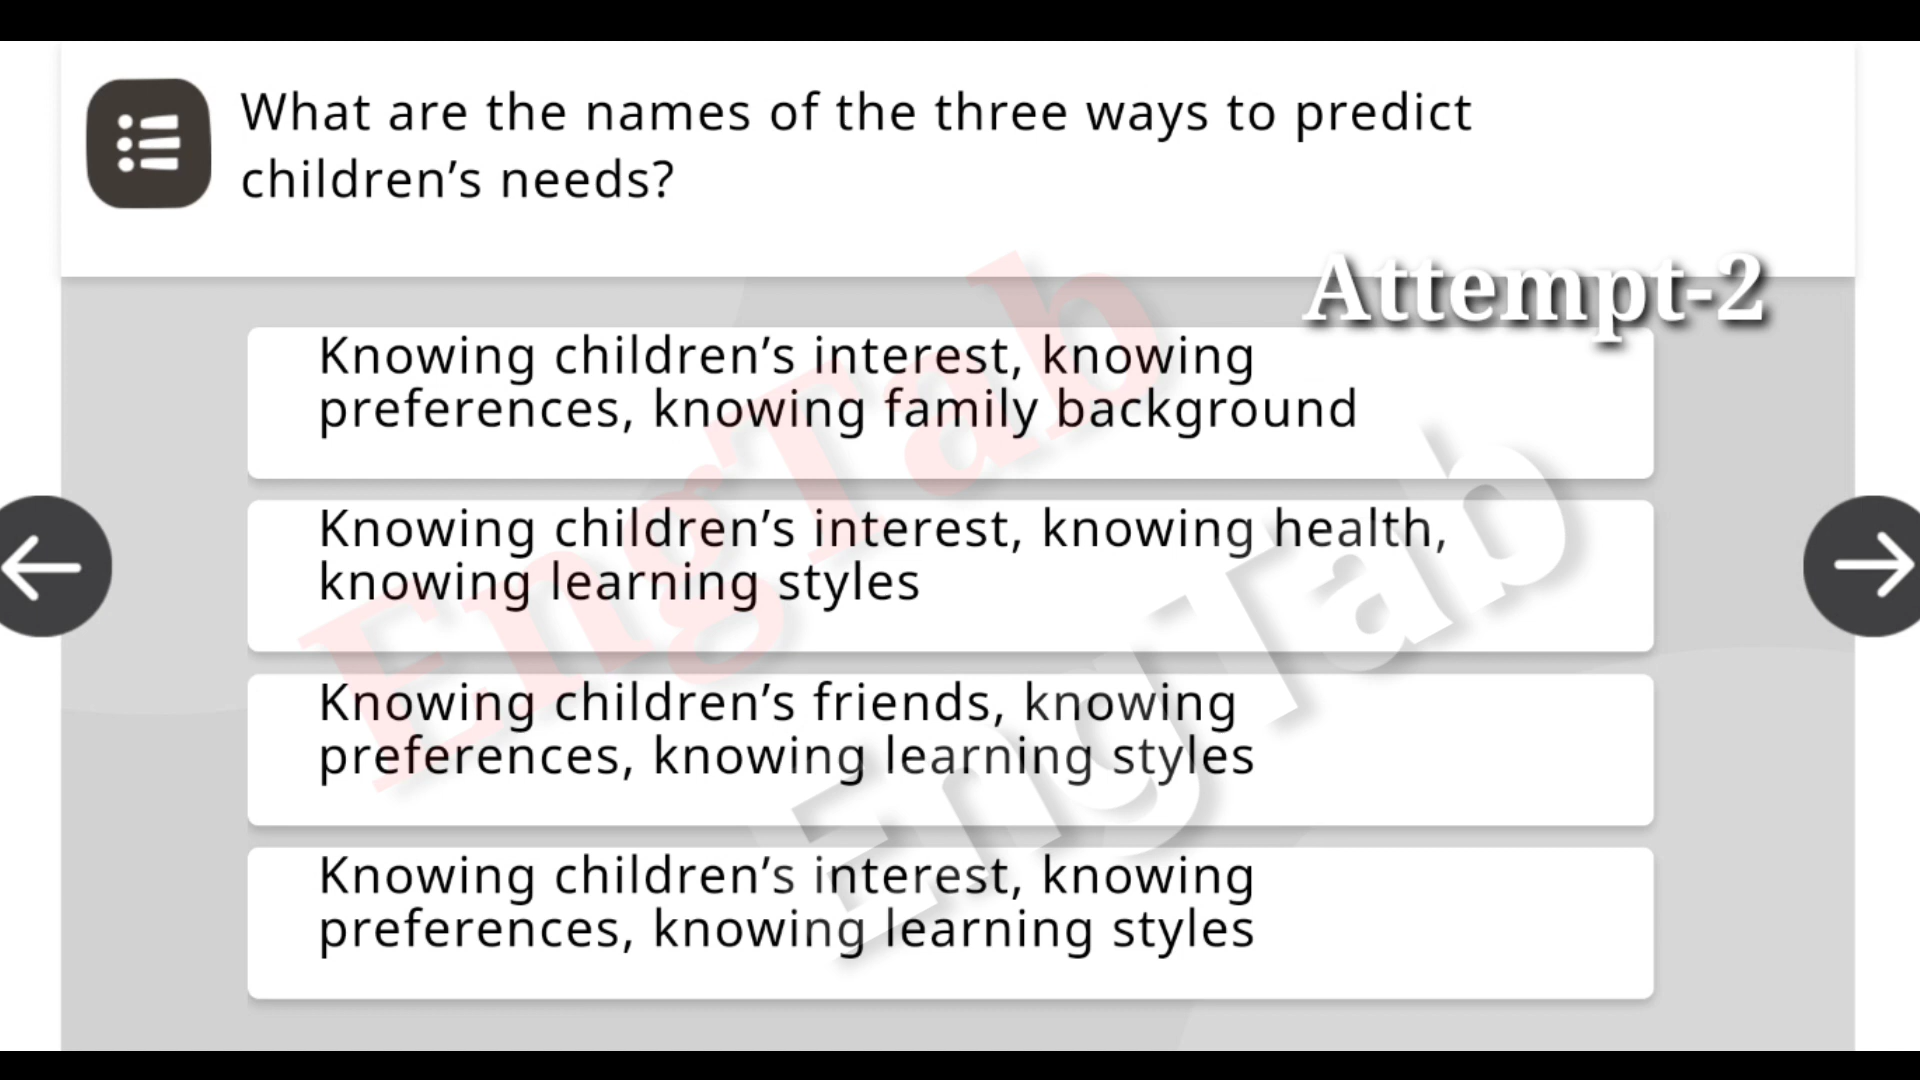 What are the names of the three ways to predict
children’s needs?
Attempt-2
Knowing children’s interest, knowing
preferences, knowing family background
Knowing children’s interest, knowing health,
knowing learning styles
Knowing children’s friends, knowing
preferences, knowing learning styles
Knowing children’s interest, knowing
preferences, knowing learning styles
EngTab
EngTab